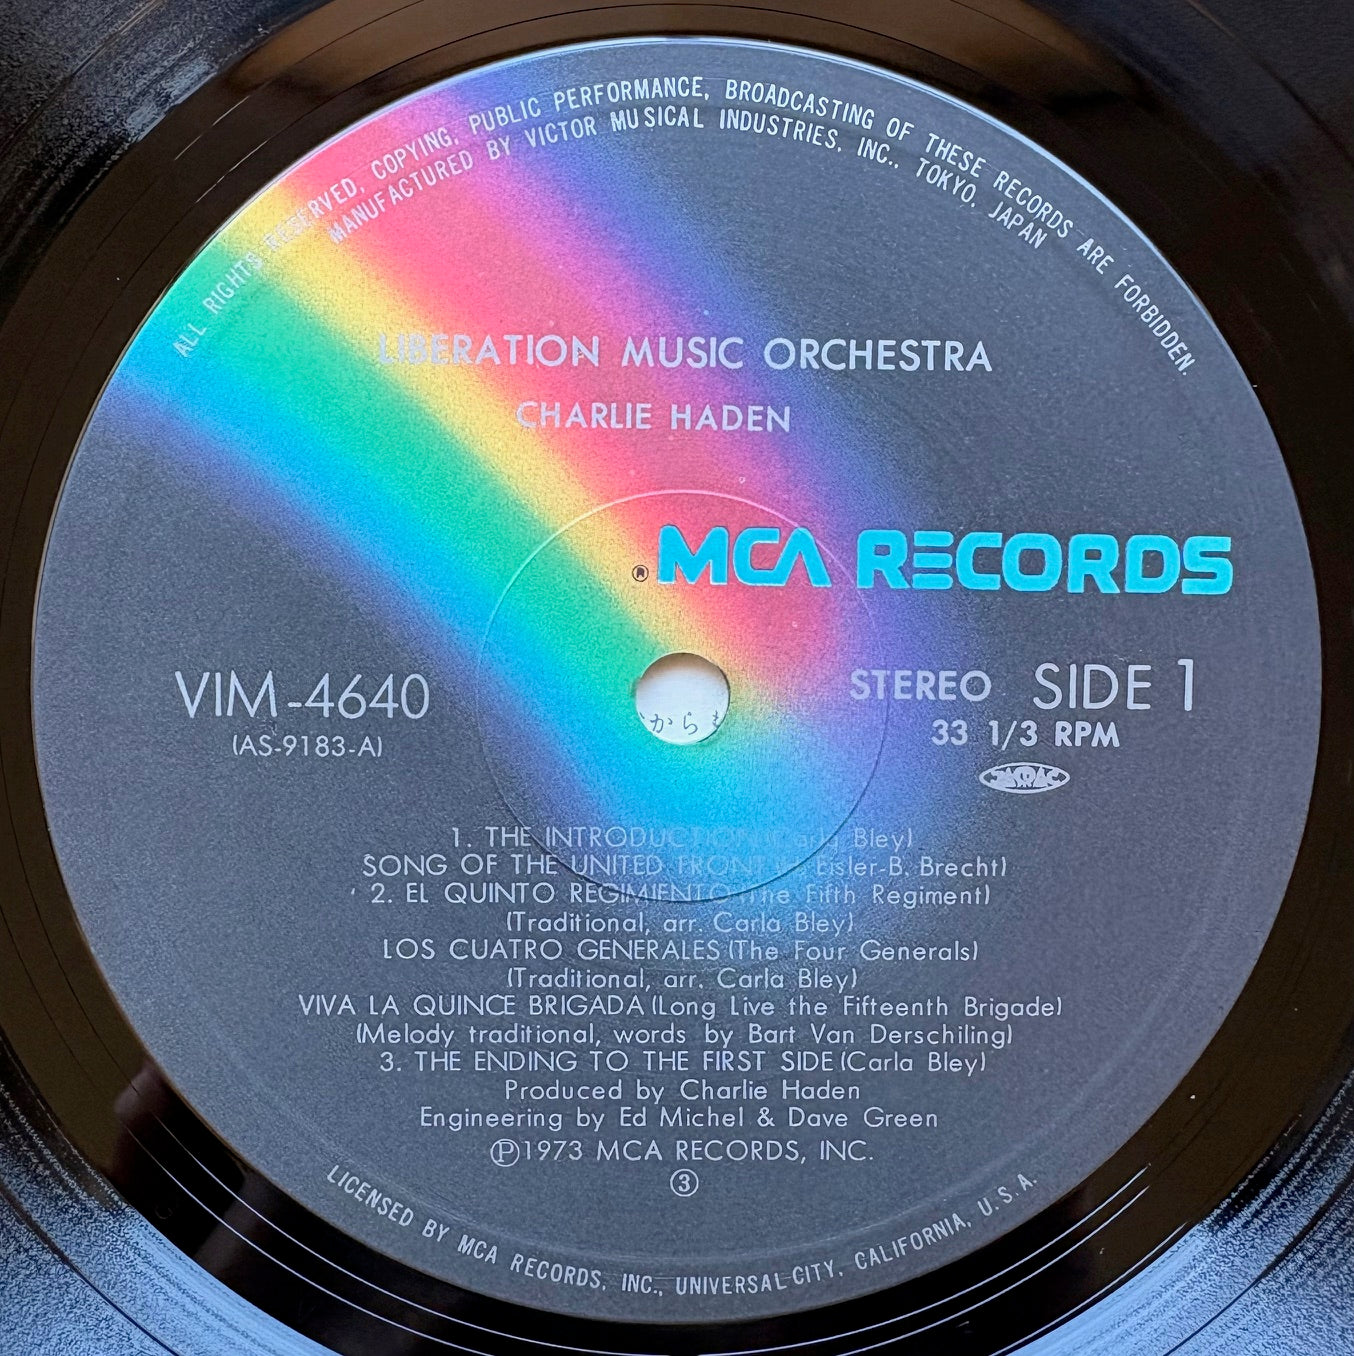 ALL RIGHTS RESERVED, COPYING, PUBLIC PERFORMANCE, BROADCASTING OF THESE RECORDS ARE FORBIDDEN.
MANUFACTURED BY VICTOR MUSICAL INDUSTRIES, INC., TOKYO, JAPAN
LIBERATION MUSIC ORCHESTRA
CHARLIE HADEN
MCA RECORDS
VIM-4640
(AS-9183-A)
から
STEREO SIDE 1
33 1/3 RPM
JASRAC
1. THE INTRODUCTION (Carla Bley)
SONG OF THE UNITED FRONT Eisler-B. Brecht)
2. EL QUINTO REGIMIENTO (The Fifth Regiment)
(Traditional, arr. Carla Bley)
LOS CUATRO GENERALES (The Four Generals)
(Traditional, arr. Carla Bley)
VIVA LA QUINCE BRIGADA (Long Live the Fifteenth Brigade)
(Melody traditional, words by Bart Van Derschiling)
3. THE ENDING TO THE FIRST SIDE (Carla Bley)
Produced by Charlie Haden
Engineering by Ed Michel & Dave Green
℗1973 MCA RECORDS, INC.
③
LICENSED BY MCA RECORDS, INC., UNIVERSAL-CITY, CALIFORNIA, U.S.A.